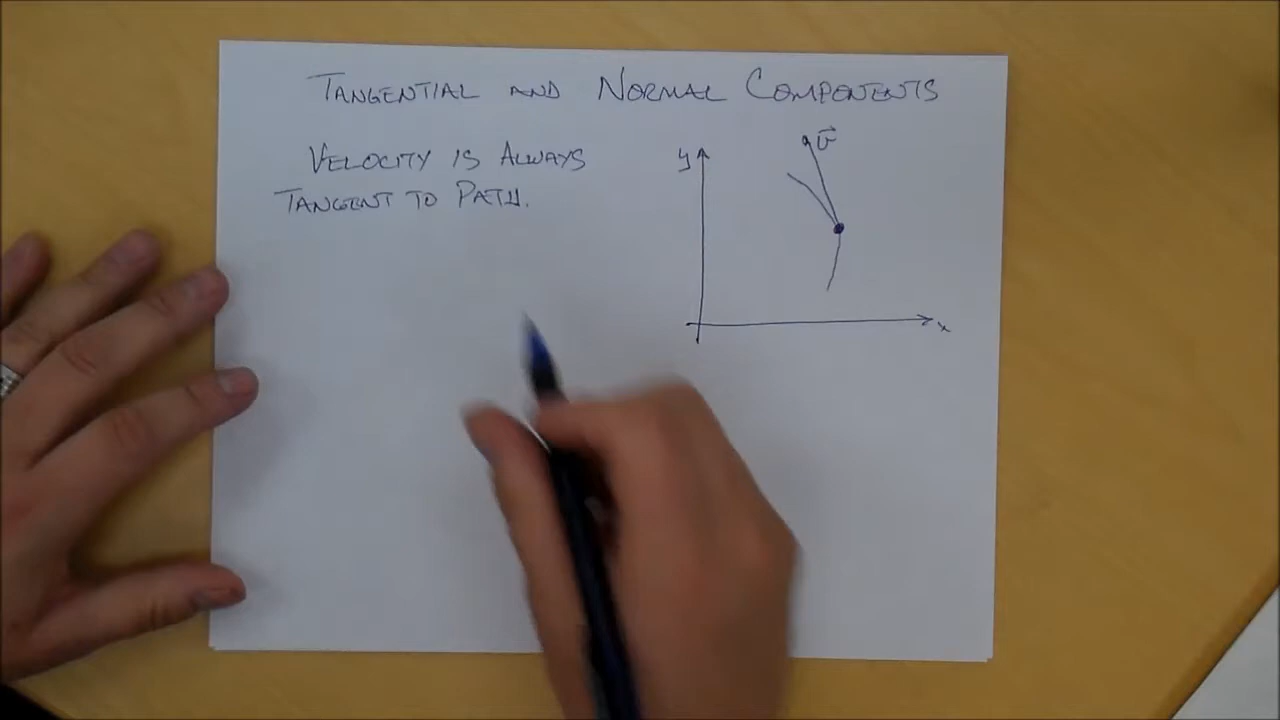 TANGENTIAL AND NORMAL COMPONENTS
VELOCITY IS ALWAYS
TANGENT TO PATH.
y
v⃗
x